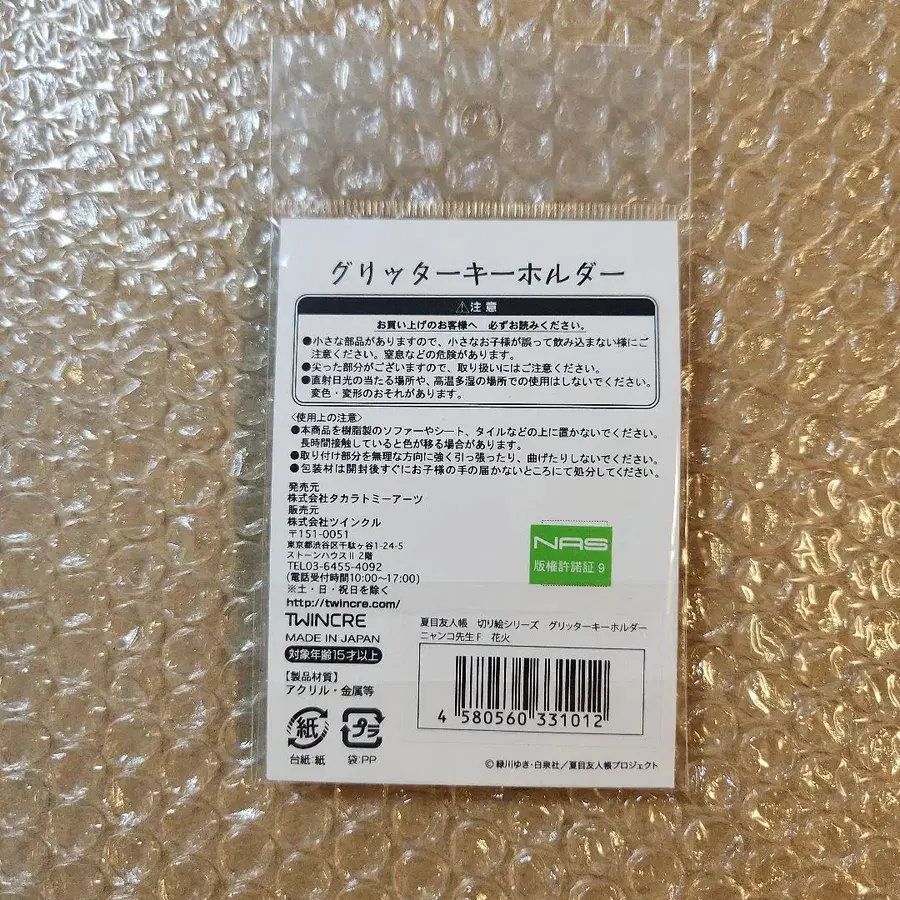 グリッターキーホルダー
⚠注意
お買い上げのお客様へ 必ずお読みください。
●小さな部品がありますので、小さなお子様が誤って飲み込まない様にご
注意ください。窒息などの危険があります。
●尖った部分がございますので、取り扱いにはご注意ください。
●直射日光の当たる場所や、高温多湿の場所での使用はしないでください。
変色・変形のおそれがあります。
〈使用上の注意〉
●本商品を樹脂製のソファーやシート、タイルなどの上に置かないでください。
長時間接触していると色が移る場合があります。
●取り付け部分を無理な方向に強く引っ張ったり、曲げたりしないでください。
●包装材は開封後すぐにお子様の手の届かないところにて処分してください。
発売元
株式会社タカラトミーアーツ
販売元
株式会社ツインクル
〒151-0051
東京都渋谷区千駄ヶ谷1-24-5
ストーンハウスⅡ 2階
TEL03-6455-4092
(電話受付時間10:00〜17:00)
※土・日・祝日を除く
http://twincre.com/
TWINCRE
MADE IN JAPAN
対象年齢15才以上
【製品材質】
アクリル・金属等
紙 プラ
台紙:紙 袋:PP
NAS
版権許諾証 9
夏目友人帳 切り絵シリーズ グリッターキーホルダー
ニャンコ先生F 花火
4 580560 331012
©緑川ゆき・白泉社/夏目友人帳プロジェクト